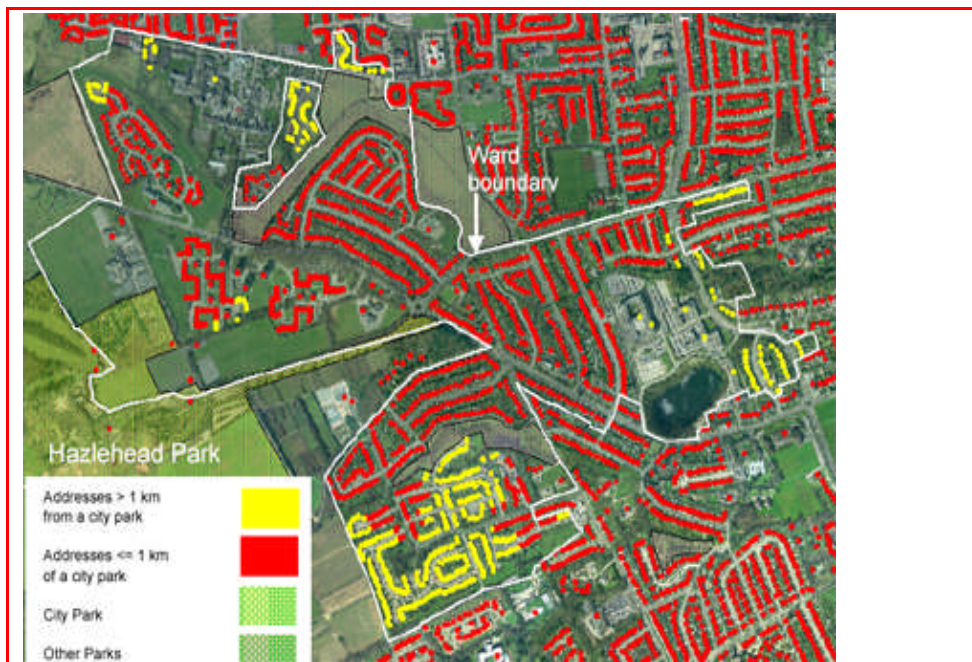 Ward
boundary
Hazlehead Park
Addresses > 1 km
from a city park
Addresses <= 1 km
of a city park
City Park
Other Parks